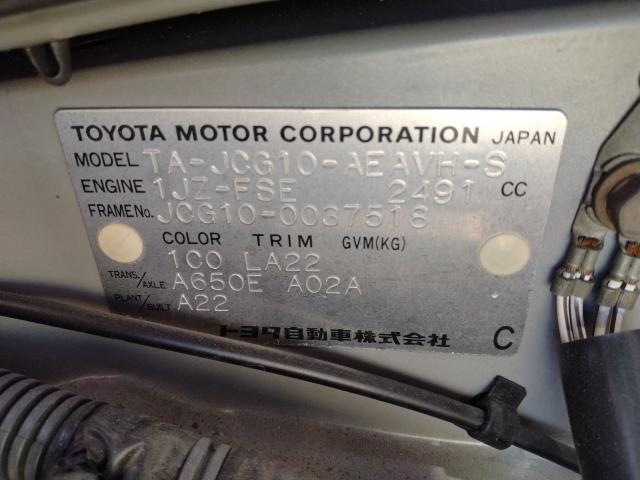 TOYOTA MOTOR CORPORATION JAPAN
MODEL TA-JCG10-AEAVH-S
ENGINE 1JZ-FSE 2491 CC
FRAME No. JCG10-0037518
COLOR TRIM GVM(KG)
1C0 LA22
TRANS./AXLE A650E A02A
PLANT/BUILT A22
トヨタ自動車株式会社 C